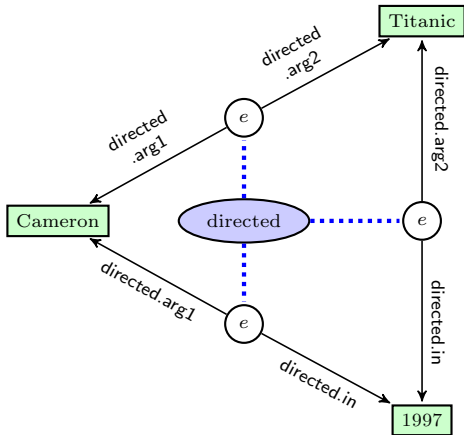 Titanic
directed
.arg2
e
directed
.arg1
directed.arg2
Cameron
directed
e
directed.arg1
e
directed.in
directed.in
1997